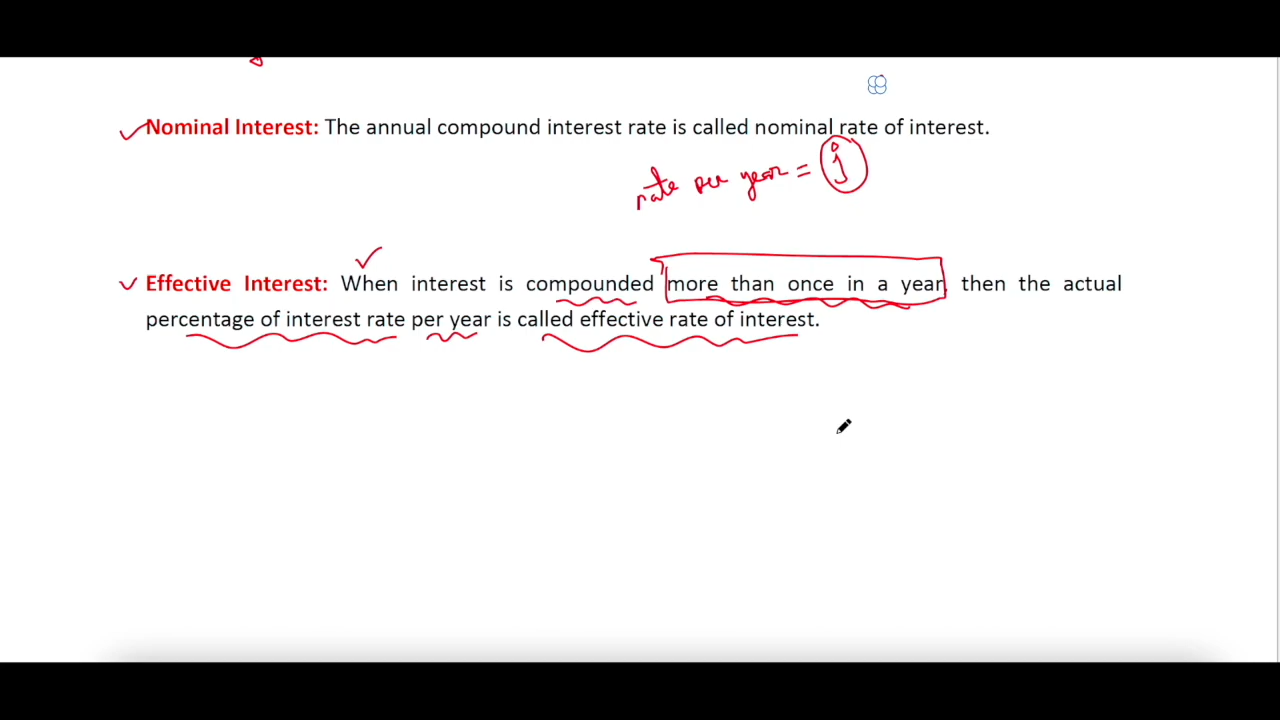 Nominal Interest: The annual compound interest rate is called nominal rate of interest.
rate per year = j
Effective Interest: When interest is compounded more than once in a year, then the actual
percentage of interest rate per year is called effective rate of interest.